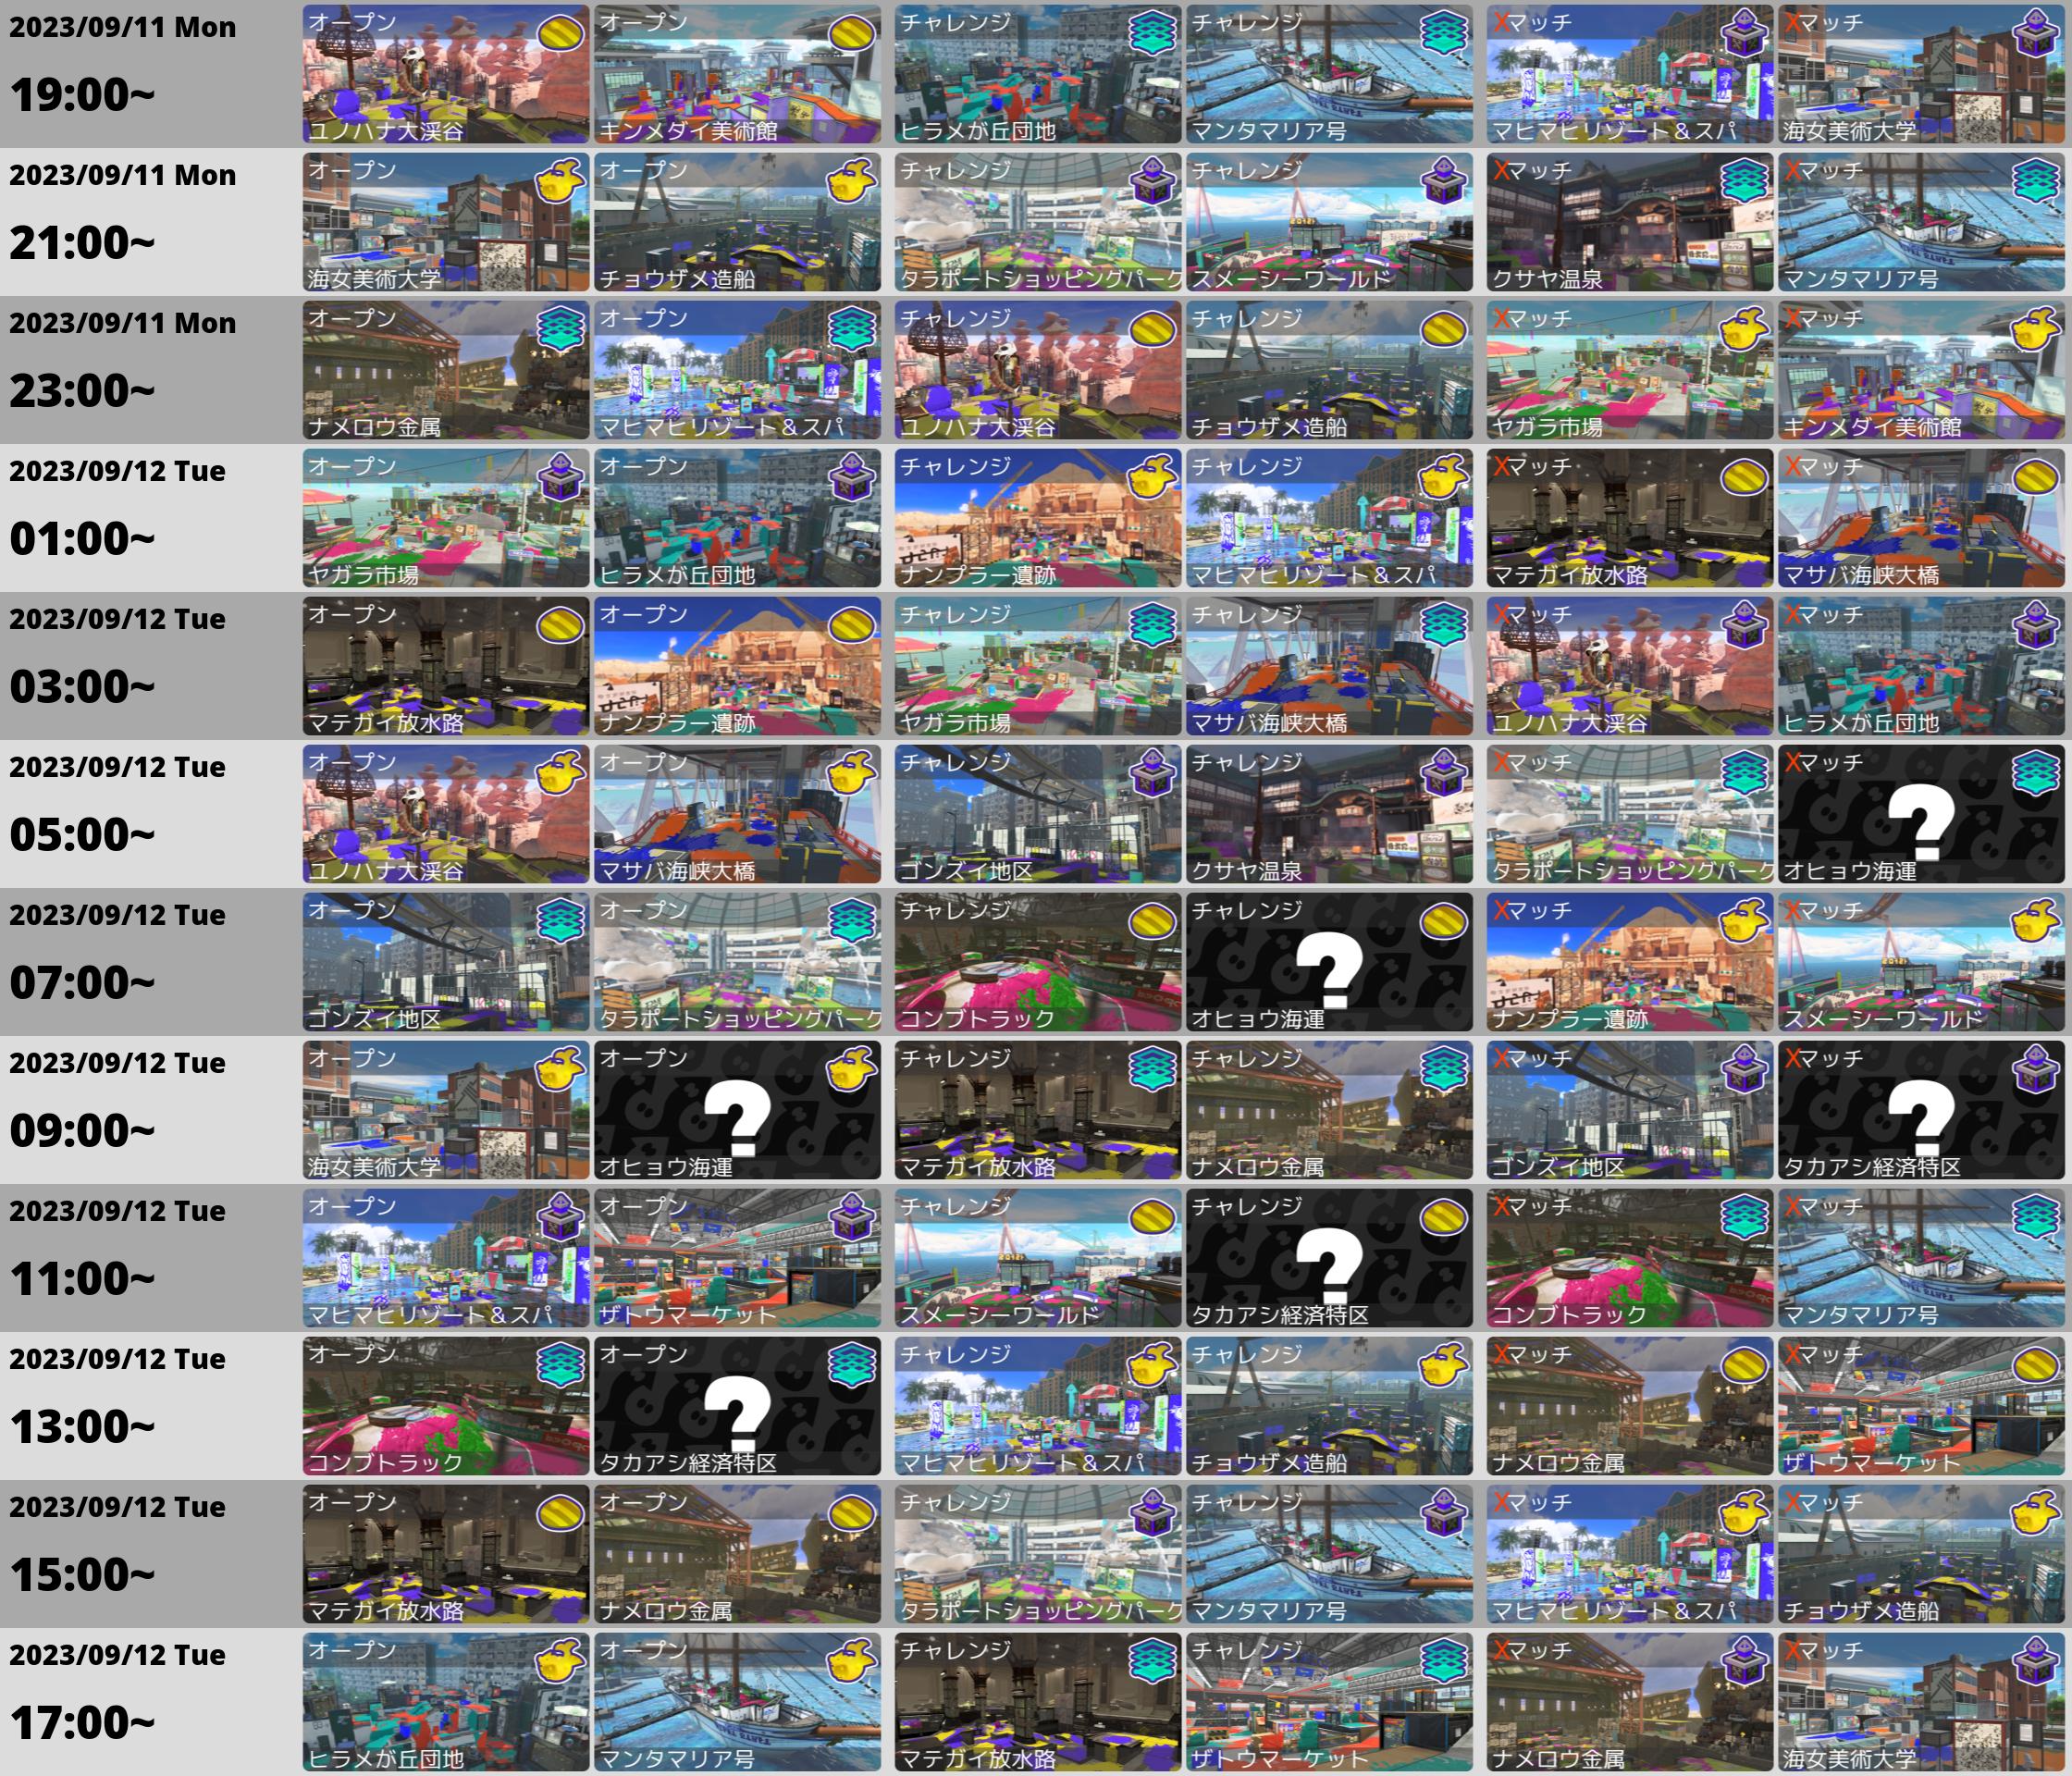 2023/09/11 Mon
19:00~
オープン
オープン
チャレンジ
チャレンジ
Xマッチ
Xマッチ
ユノハナ大渓谷
キンメダイ美術館
ヒラメが丘団地
マンタマリア号
マヒマヒリゾート＆スパ
海女美術大学
2023/09/11 Mon
21:00~
オープン
オープン
チャレンジ
チャレンジ
Xマッチ
Xマッチ
海女美術大学
チョウザメ造船
タラポートショッピングパーク
スメーシーワールド
クサヤ温泉
マンタマリア号
2023/09/11 Mon
23:00~
オープン
オープン
チャレンジ
チャレンジ
Xマッチ
Xマッチ
ナメロウ金属
マヒマヒリゾート＆スパ
ユノハナ大渓谷
チョウザメ造船
ヤガラ市場
キンメダイ美術館
2023/09/12 Tue
01:00~
オープン
オープン
チャレンジ
チャレンジ
Xマッチ
Xマッチ
ヤガラ市場
ヒラメが丘団地
ナンプラー遺跡
マヒマヒリゾート＆スパ
マテガイ放水路
マサバ海峡大橋
2023/09/12 Tue
03:00~
オープン
オープン
チャレンジ
チャレンジ
Xマッチ
Xマッチ
マテガイ放水路
ナンプラー遺跡
ヤガラ市場
マサバ海峡大橋
ユノハナ大渓谷
ヒラメが丘団地
2023/09/12 Tue
05:00~
オープン
オープン
チャレンジ
チャレンジ
Xマッチ
Xマッチ
?
ユノハナ大渓谷
マサバ海峡大橋
ゴンズイ地区
クサヤ温泉
タラポートショッピングパーク
オヒョウ海運
2023/09/12 Tue
07:00~
オープン
オープン
チャレンジ
チャレンジ
Xマッチ
Xマッチ
?
ゴンズイ地区
タラポートショッピングパーク
コンブトラック
オヒョウ海運
ナンプラー遺跡
スメーシーワールド
2023/09/12 Tue
09:00~
オープン
オープン
チャレンジ
チャレンジ
Xマッチ
Xマッチ
?
?
海女美術大学
オヒョウ海運
マテガイ放水路
ナメロウ金属
ゴンズイ地区
タカアシ経済特区
2023/09/12 Tue
11:00~
オープン
オープン
チャレンジ
チャレンジ
Xマッチ
Xマッチ
?
マヒマヒリゾート＆スパ
ザトウマーケット
スメーシーワールド
タカアシ経済特区
コンブトラック
マンタマリア号
2023/09/12 Tue
13:00~
オープン
オープン
チャレンジ
チャレンジ
Xマッチ
Xマッチ
?
コンブトラック
タカアシ経済特区
マヒマヒリゾート＆スパ
チョウザメ造船
ナメロウ金属
ザトウマーケット
2023/09/12 Tue
15:00~
オープン
オープン
チャレンジ
チャレンジ
Xマッチ
Xマッチ
マテガイ放水路
ナメロウ金属
タラポートショッピングパーク
マンタマリア号
マヒマヒリゾート＆スパ
チョウザメ造船
2023/09/12 Tue
17:00~
オープン
オープン
チャレンジ
チャレンジ
Xマッチ
Xマッチ
ヒラメが丘団地
マンタマリア号
マテガイ放水路
ザトウマーケット
ナメロウ金属
海女美術大学